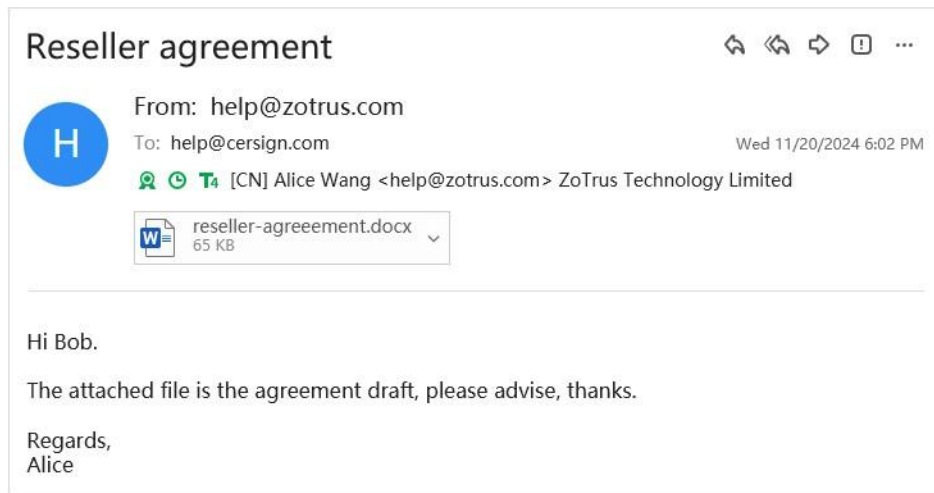 Reseller agreement
H
From: help@zotrus.com
To: help@cersign.com
Wed 11/20/2024 6:02 PM
T4 [CN] Alice Wang <help@zotrus.com> ZoTrus Technology Limited
W
reseller-agreeement.docx
65 KB
Hi Bob.
The attached file is the agreement draft, please advise, thanks.
Regards,
Alice